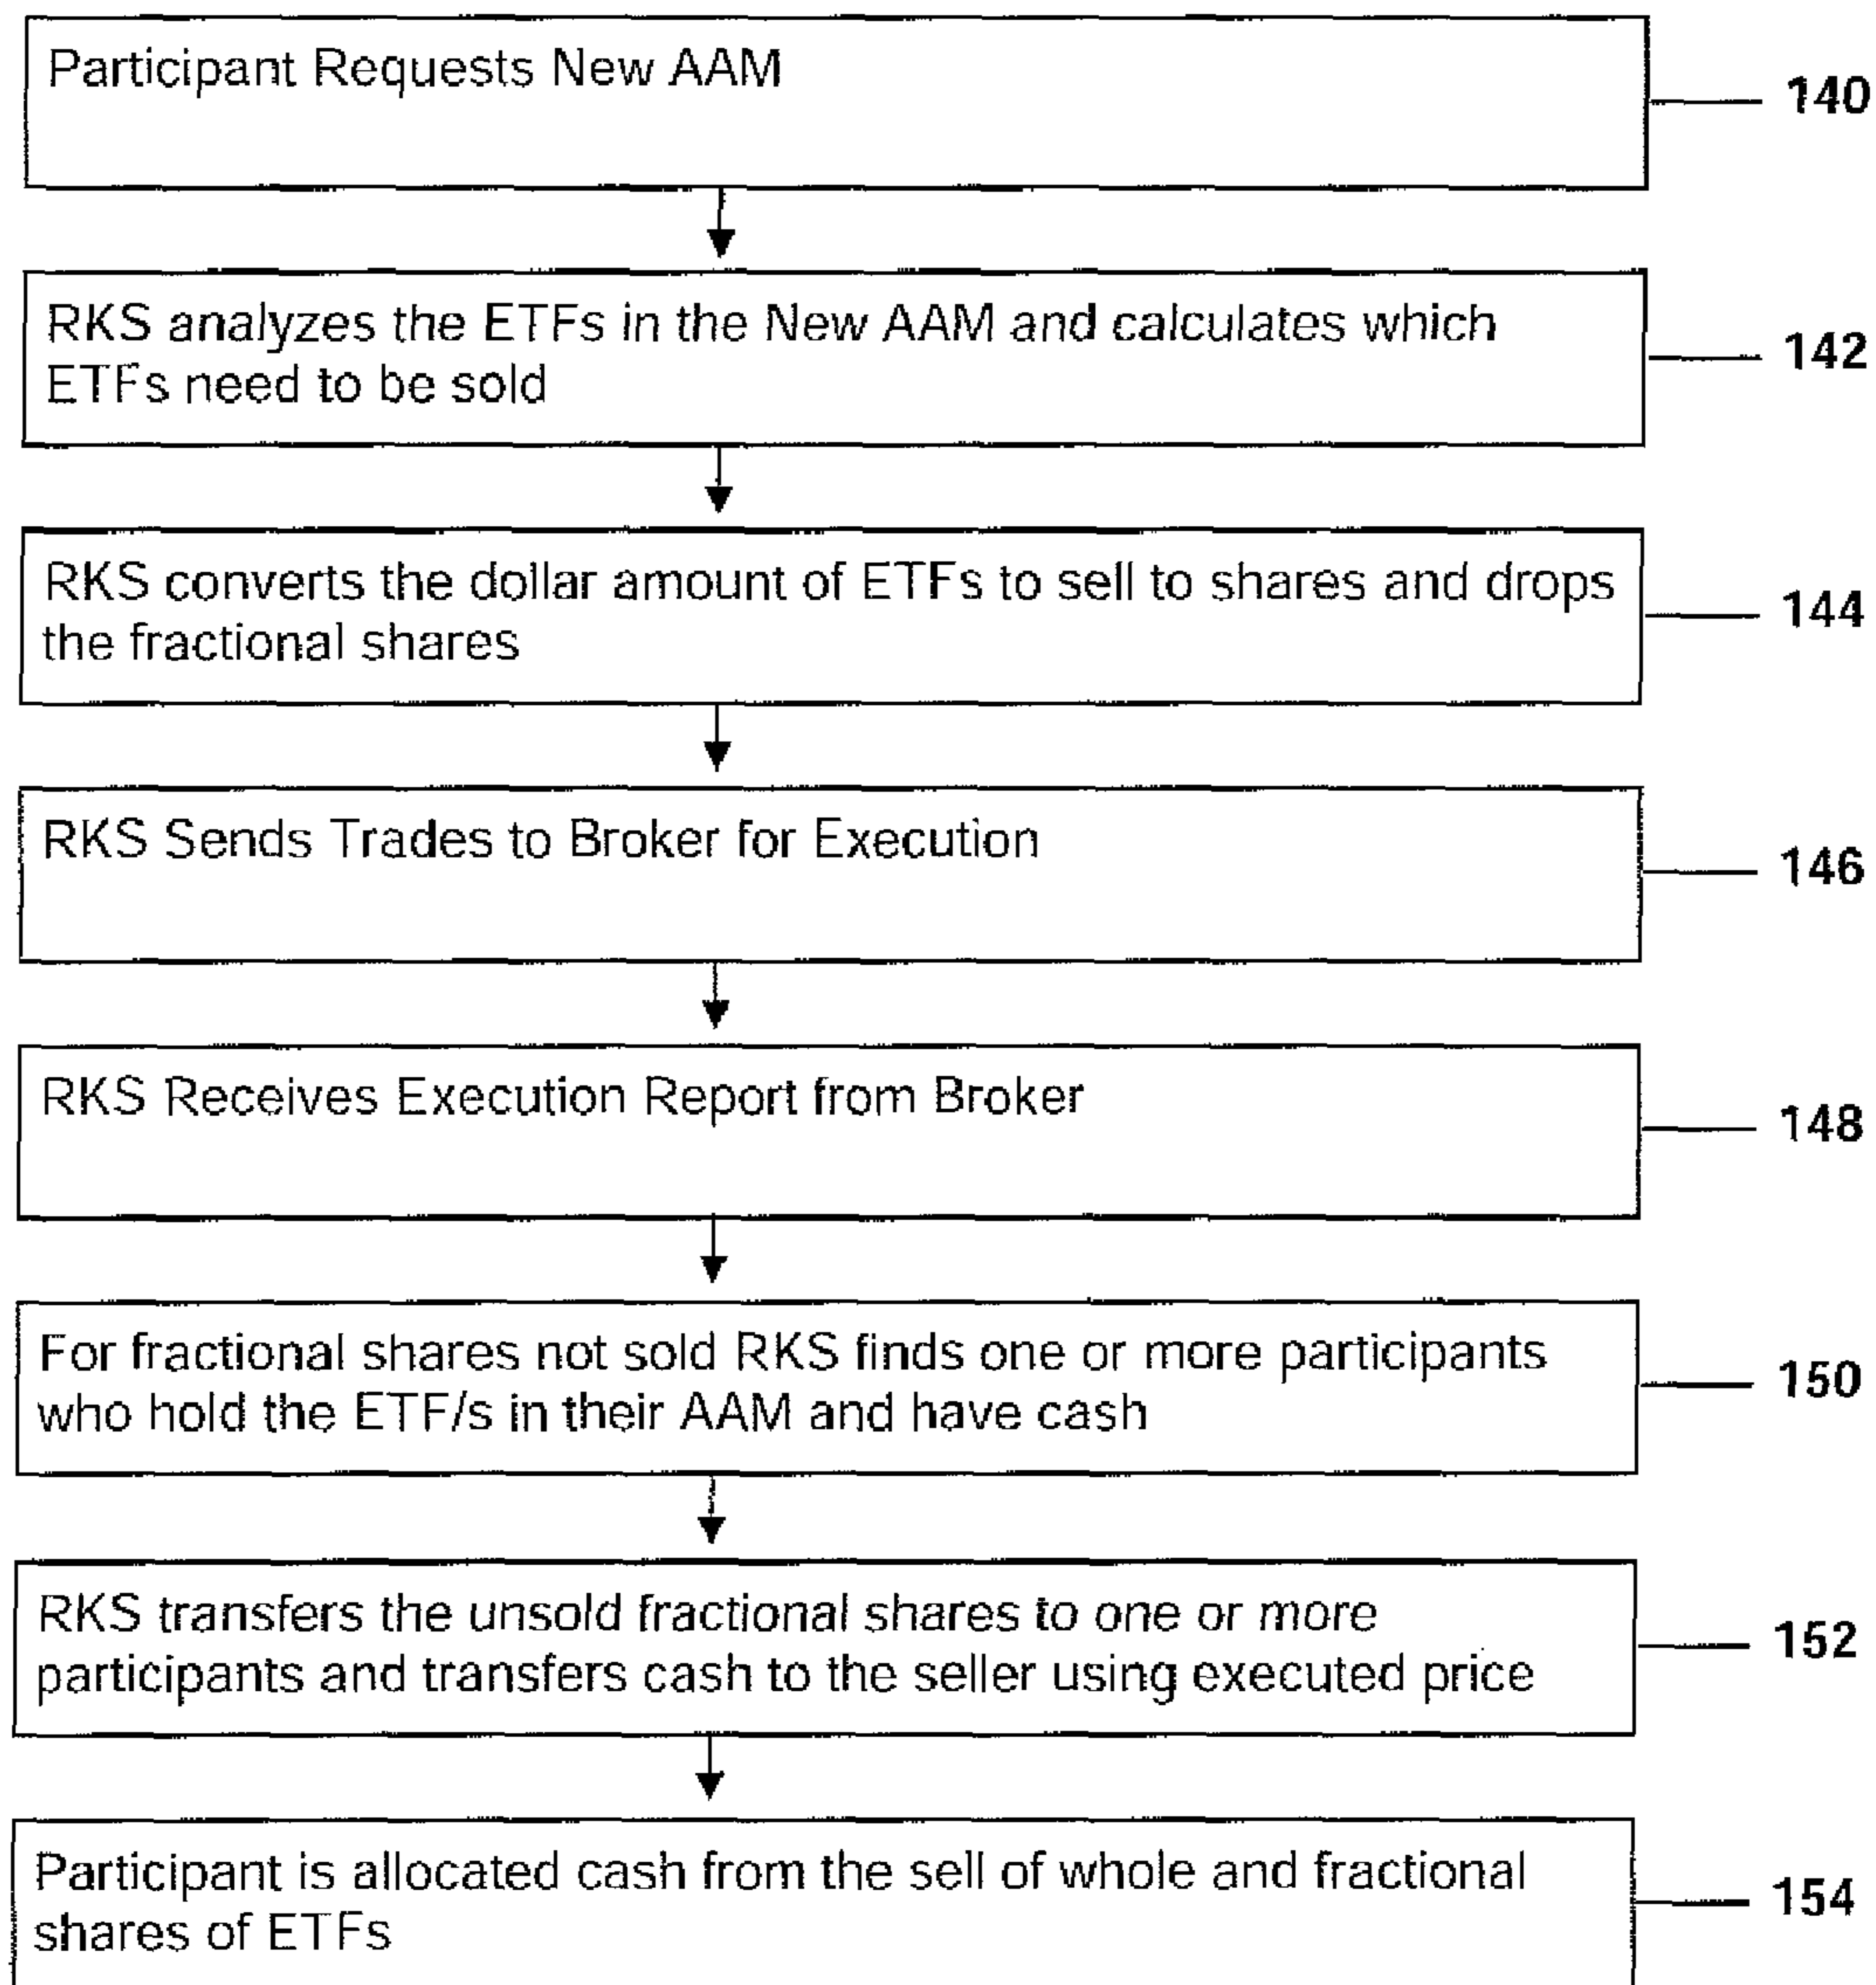 Participant Requests New AAM
140
RKS analyzes the ETFs in the New AAM and calculates which
ETFs need to be sold
142
RKS converts the dollar amount of ETFs to sell to shares and drops
the fractional shares
144
RKS Sends Trades to Broker for Execution
146
RKS Receives Execution Report from Broker
148
For fractional shares not sold RKS finds one or more participants
who hold the ETF/s in their AAM and have cash
150
RKS transfers the unsold fractional shares to one or more
participants and transfers cash to the seller using executed price
152
Participant is allocated cash from the sell of whole and fractional
shares of ETFs
154